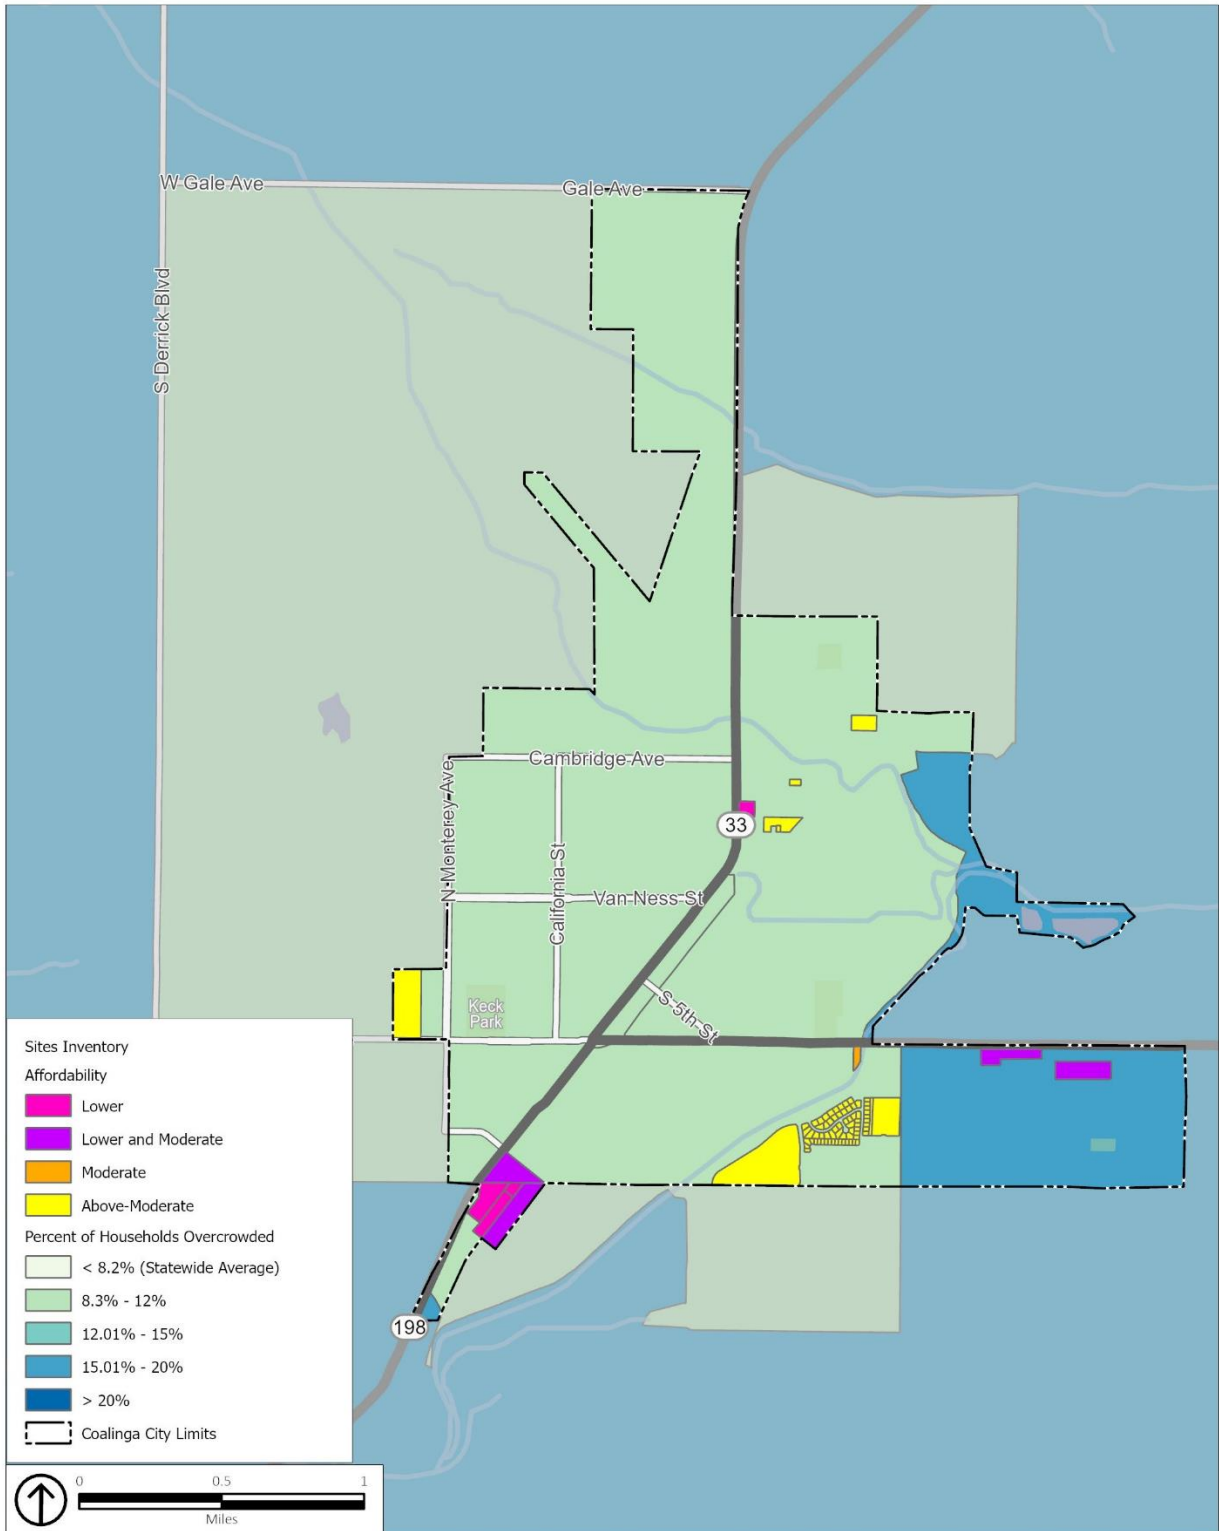 W Gale Ave
Gale Ave
S Derrick Blvd
Cambridge Ave
N Monterey Ave
33
California St
Van Ness St
Keck
Park
S 5th St
198
Sites Inventory
Affordability
Lower
Lower and Moderate
Moderate
Above-Moderate
Percent of Households Overcrowded
< 8.2% (Statewide Average)
8.3% - 12%
12.01% - 15%
15.01% - 20%
> 20%
Coalinga City Limits
0 0.5 1
Miles